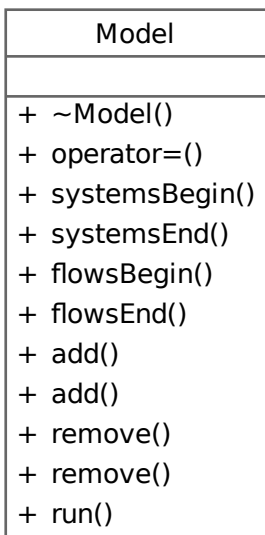 Model
+ ~Model()
+ operator=()
+ systemsBegin()
+ systemsEnd()
+ flowsBegin()
+ flowsEnd()
+ add()
+ add()
+ remove()
+ remove()
+ run()